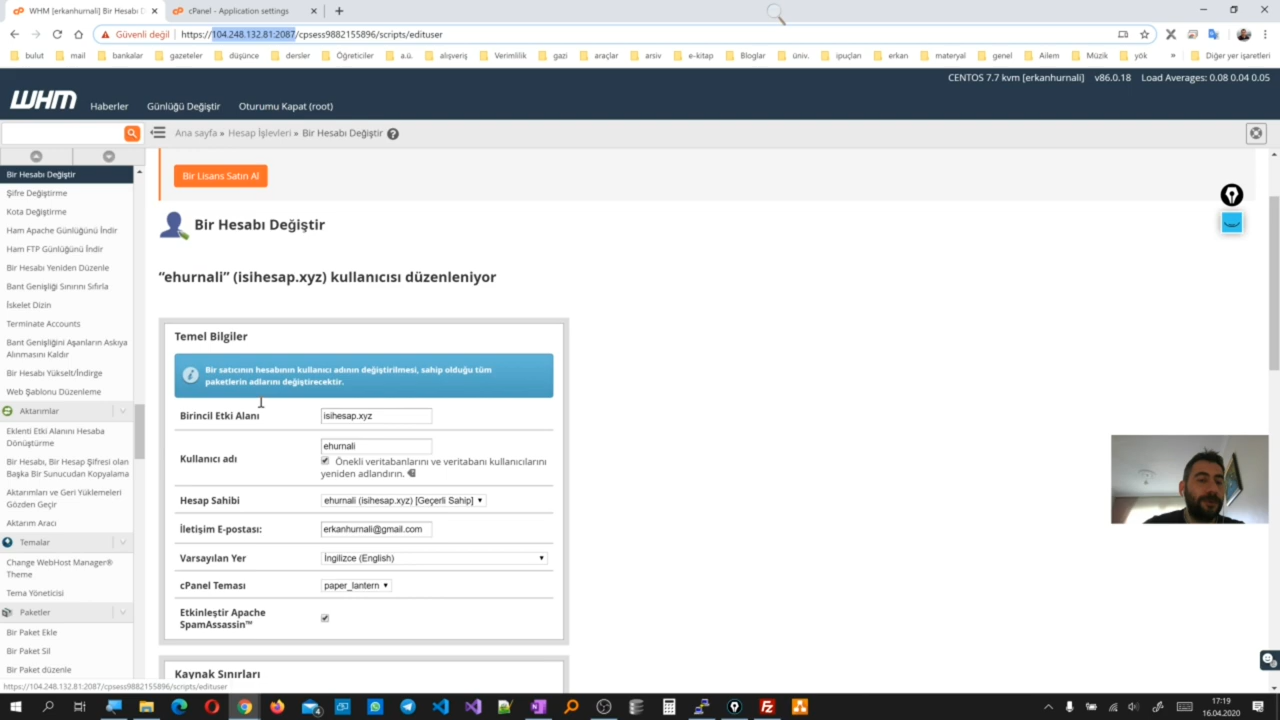 WHM [erkanhurnali] Bir Hesabı D
cPanel - Application settings
Güvenli değil
https://104.248.132.81:2087/cpsess9882155896/scripts/edituser
bulut
mail
bankalar
gazeteler
düşünce
dersler
Öğreticiler
a.ü.
alışveriş
Verimlilik
gazi
araçlar
arsiv
e-kitap
Bloglar
üniv.
ipuçları
erkan
materyal
genel
Ailem
Müzik
yök
»
Diğer yer işaretleri
CENTOS 7.7 kvm [erkanhurnali] v86.0.18 Load Averages: 0.08 0.04 0.05
WHM
Haberler
Günlüğü Değiştir
Oturumu Kapat (root)
Ana sayfa » Hesap İşlevleri » Bir Hesabı Değiştir
Bir Hesabı Değiştir
Şifre Değiştirme
Kota Değiştirme
Ham Apache Günlüğünü İndir
Ham FTP Günlüğünü İndir
Bir Hesabı Yeniden Düzenle
Bant Genişliği Sınırını Sıfırla
İskelet Dizin
Terminate Accounts
Bant Genişliğini Aşanların Askıya
Alınmasını Kaldır
Bir Hesabı Yükselt/İndirge
Web Şablonu Düzenleme
Aktarımlar
Eklenti Etki Alanını Hesaba
Dönüştürme
Bir Hesabı, Bir Hesap Şifresi olan
Başka Bir Sunucudan Kopyalama
Aktarımları ve Geri Yüklemeleri
Gözden Geçir
Aktarım Aracı
Temalar
Change WebHost Manager®
Theme
Tema Yöneticisi
Paketler
Bir Paket Ekle
Bir Paket Sil
Bir Paket düzenle
https://104.248.132.81:2087/cpsess9882155896/scripts/edituser
Bir Lisans Satın Al
Bir Hesabı Değiştir
“ehurnali” (isihesap.xyz) kullanıcısı düzenleniyor
Temel Bilgiler
Bir satıcının hesabının kullanıcı adının değiştirilmesi, sahip olduğu tüm
paketlerin adlarını değiştirecektir.
Birincil Etki Alanı
isihesap.xyz
Kullanıcı adı
ehurnali
Önekli veritabanlarını ve veritabanı kullanıcılarını
yeniden adlandırın.
Hesap Sahibi
ehurnali (isihesap.xyz) [Geçerli Sahip]
İletişim E-postası:
erkanhurnali@gmail.com
Varsayılan Yer
İngilizce (English)
cPanel Teması
paper_lantern
Etkinleştir Apache
SpamAssassin™
Kaynak Sınırları
17:19
16.04.2020